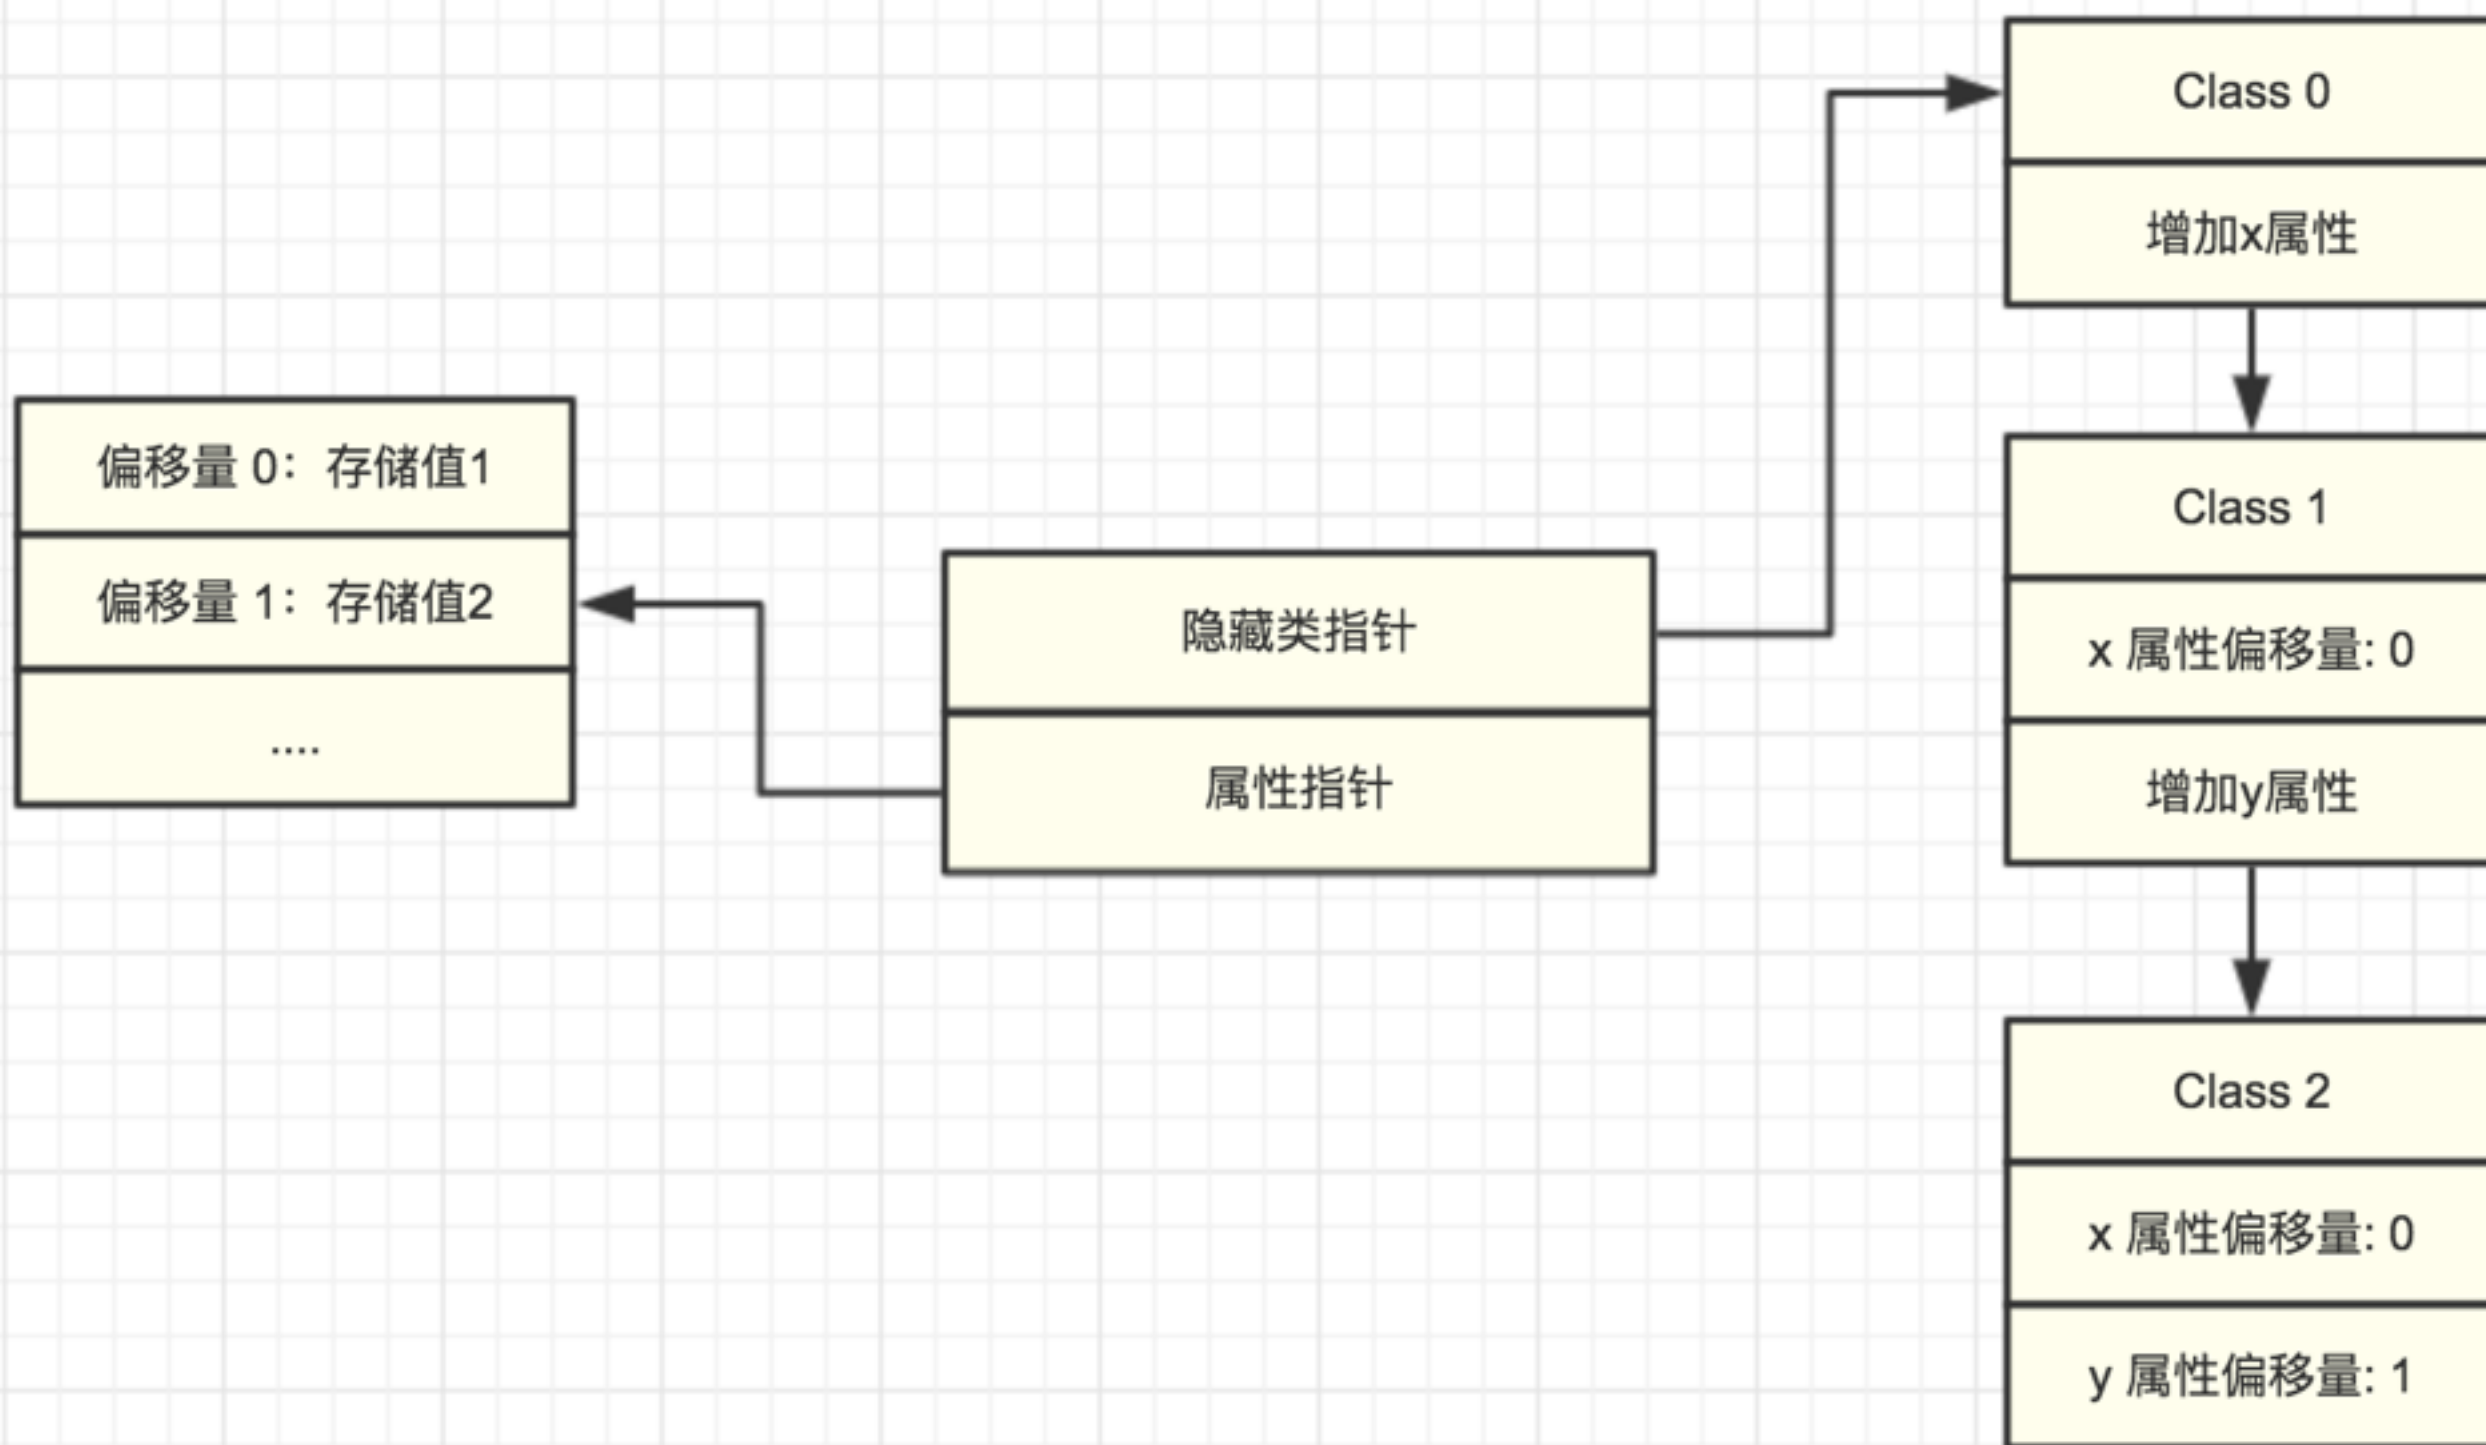 偏移量 0：存储值1
偏移量 1：存储值2
....
隐藏类指针
属性指针
Class 0
增加x属性
Class 1
x 属性偏移量: 0
增加y属性
Class 2
x 属性偏移量: 0
y 属性偏移量: 1